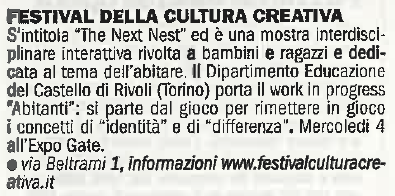 FESTIVAL DELLA CULTURA CREATIVA
S'intitola "The Next Nest" ed è una mostra interdisci-
plinare interattiva rivolta a bambini e ragazzi e dedi-
cata al tema dell'abitare. Il Dipartimento Educazione
del Castello di Rivoli (Torino) porta il work in progress
"Abitanti": si parte dal gioco per rimettere in gioco
i concetti di "identità" e di "differenza". Mercoledì 4
all'Expo Gate.
● via Beltrami 1, informazioni www.festivalculturacre-
ativa.it